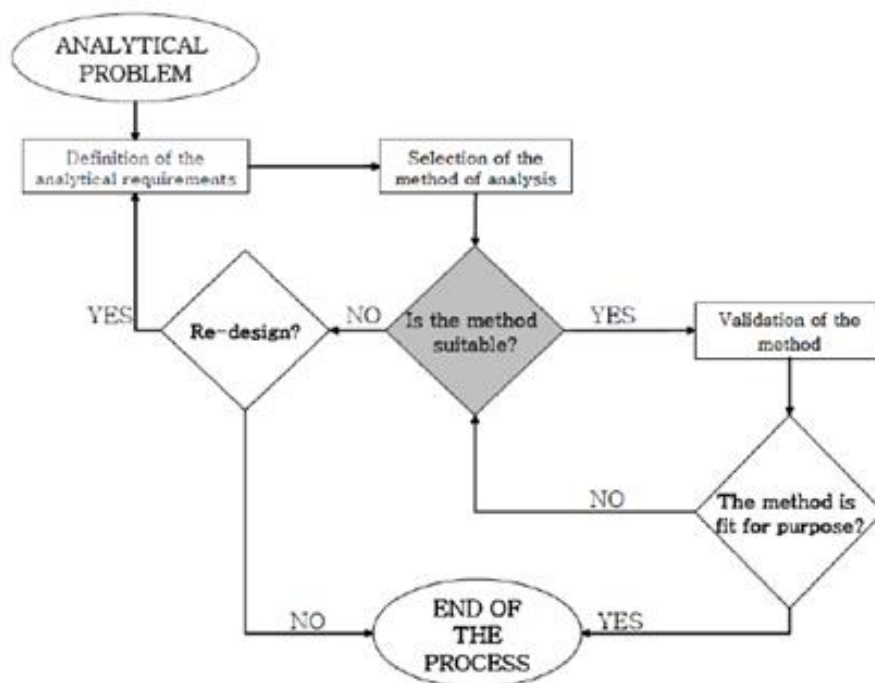 ANALYTICAL
PROBLEM
Definition of the
analytical requirements
Selection of the
method of analysis
YES
Re-design?
NO
Is the method
suitable?
YES
Validation of the
method
NO
The method is
fit for purpose?
NO
END OF
THE
PROCESS
YES